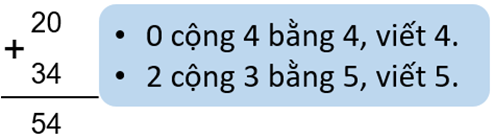 20
+
34
54
• 0 cộng 4 bằng 4, viết 4.
• 2 cộng 3 bằng 5, viết 5.